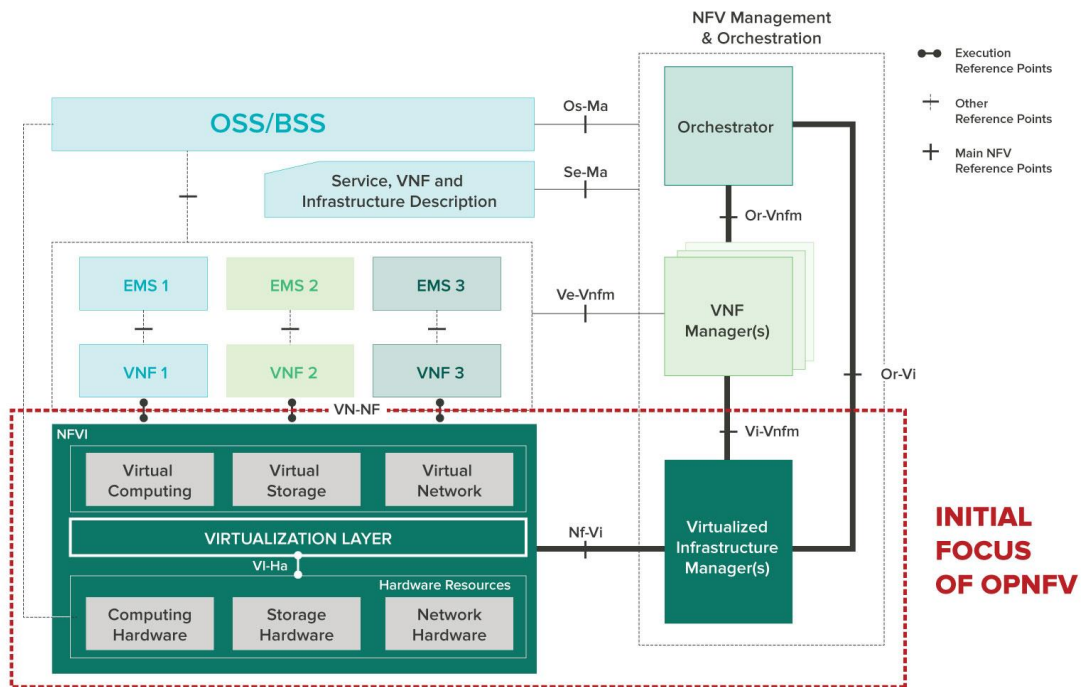 NFV Management
& Orchestration
Execution
Reference Points
Other
Reference Points
Main NFV
Reference Points
OSS/BSS
Os-Ma
Orchestrator
Service, VNF and
Infrastructure Description
Se-Ma
Or-Vnfm
EMS 1
EMS 2
EMS 3
Ve-Vnfm
VNF
Manager(s)
VNF 1
VNF 2
VNF 3
Or-Vi
VN-NF
Vi-Vnfm
NFVI
Virtual
Computing
Virtual
Storage
Virtual
Network
VIRTUALIZATION LAYER
Nf-Vi
Virtualized
Infrastructure
Manager(s)
VI-Ha
Hardware Resources
Computing
Hardware
Storage
Hardware
Network
Hardware
INITIAL
FOCUS
OF OPNFV